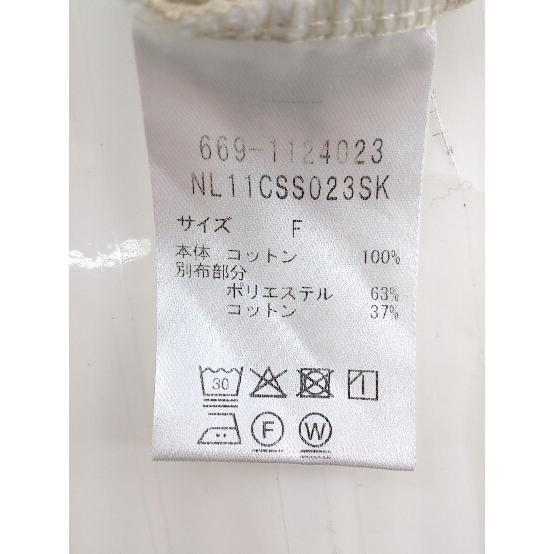 669-1124023
NL11CSS023SK
サイズ F
本体 コットン 100%
別布部分
ポリエステル 63%
コットン 37%
30
F W